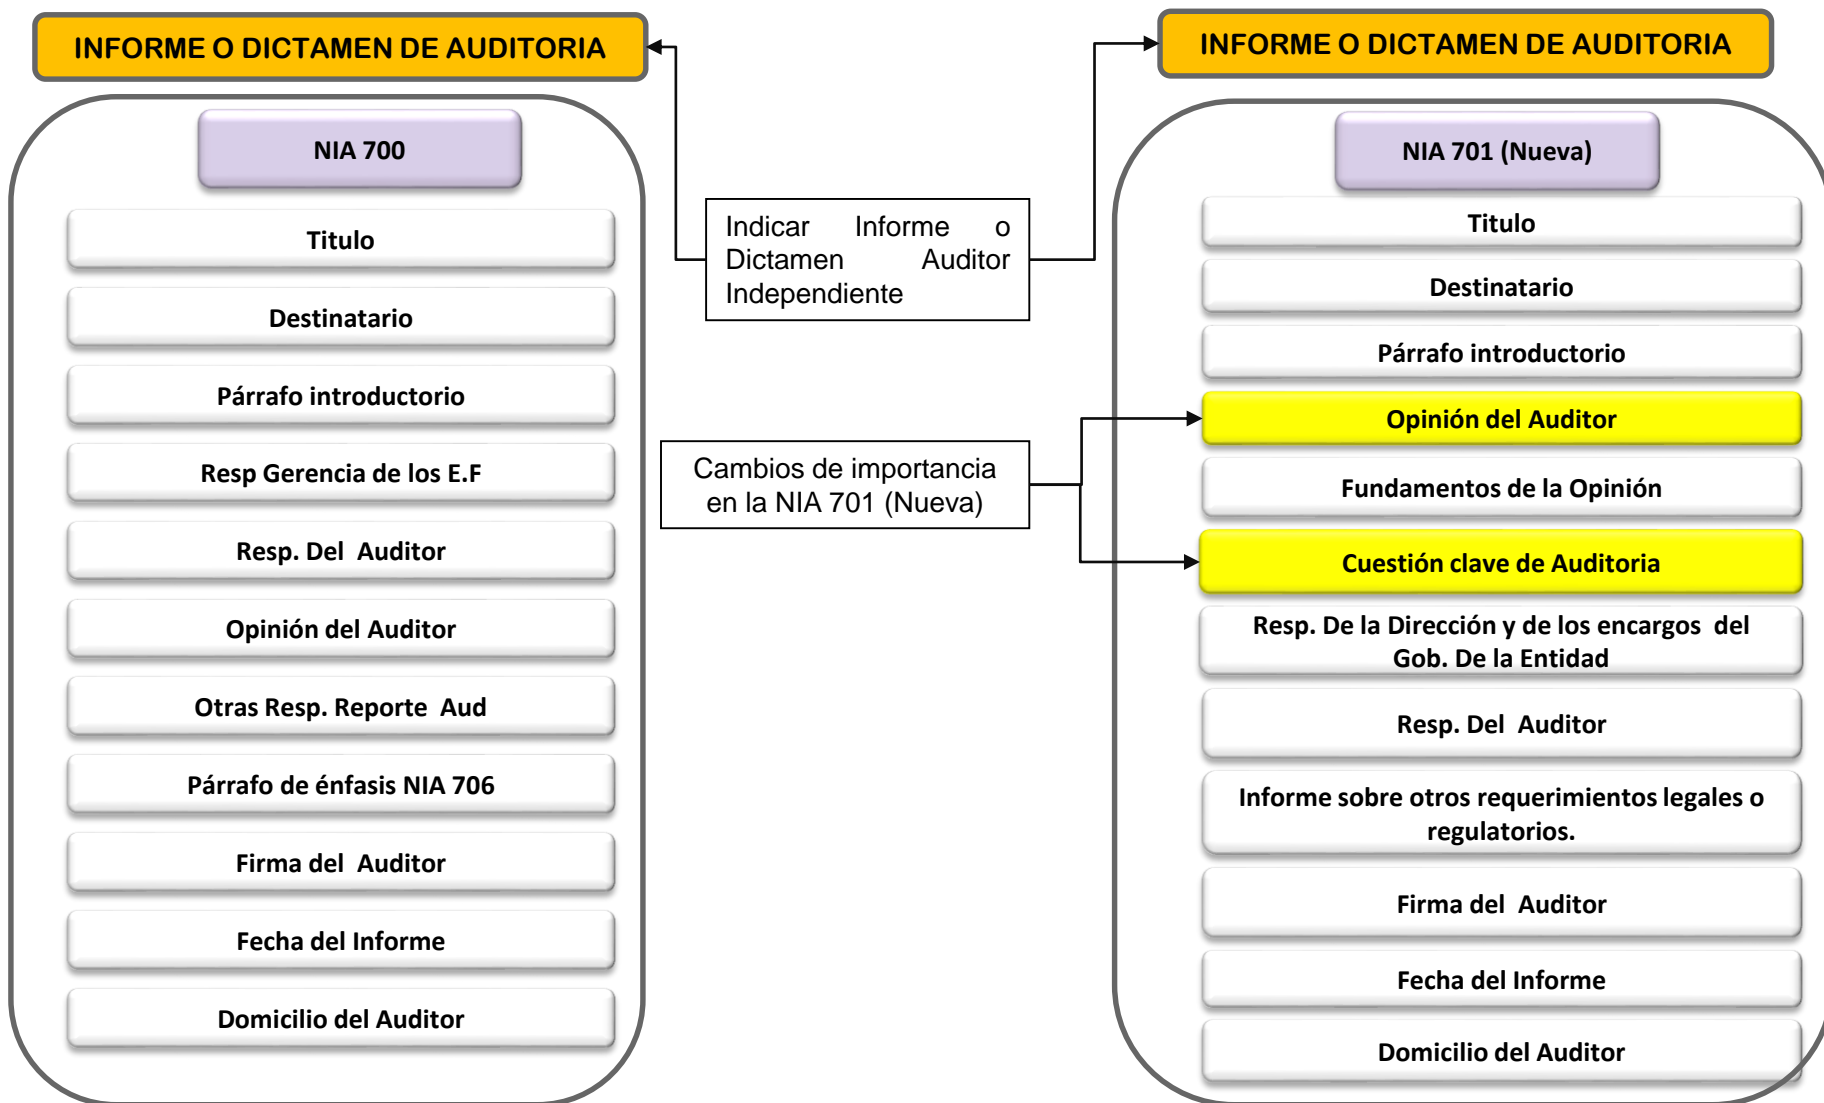 INFORME O DICTAMEN DE AUDITORIA
NIA 700
Titulo
Destinatario
Párrafo introductorio
Resp Gerencia de los E.F
Resp. Del Auditor
Opinión del Auditor
Otras Resp. Reporte Aud
Párrafo de énfasis NIA 706
Firma del Auditor
Fecha del Informe
Domicilio del Auditor
Indicar Informe o
Dictamen Auditor
Independiente
Cambios de importancia
en la NIA 701 (Nueva)
INFORME O DICTAMEN DE AUDITORIA
NIA 701 (Nueva)
Titulo
Destinatario
Párrafo introductorio
Opinión del Auditor
Fundamentos de la Opinión
Cuestión clave de Auditoria
Resp. De la Dirección y de los encargos del
Gob. De la Entidad
Resp. Del Auditor
Informe sobre otros requerimientos legales o
regulatorios.
Firma del Auditor
Fecha del Informe
Domicilio del Auditor